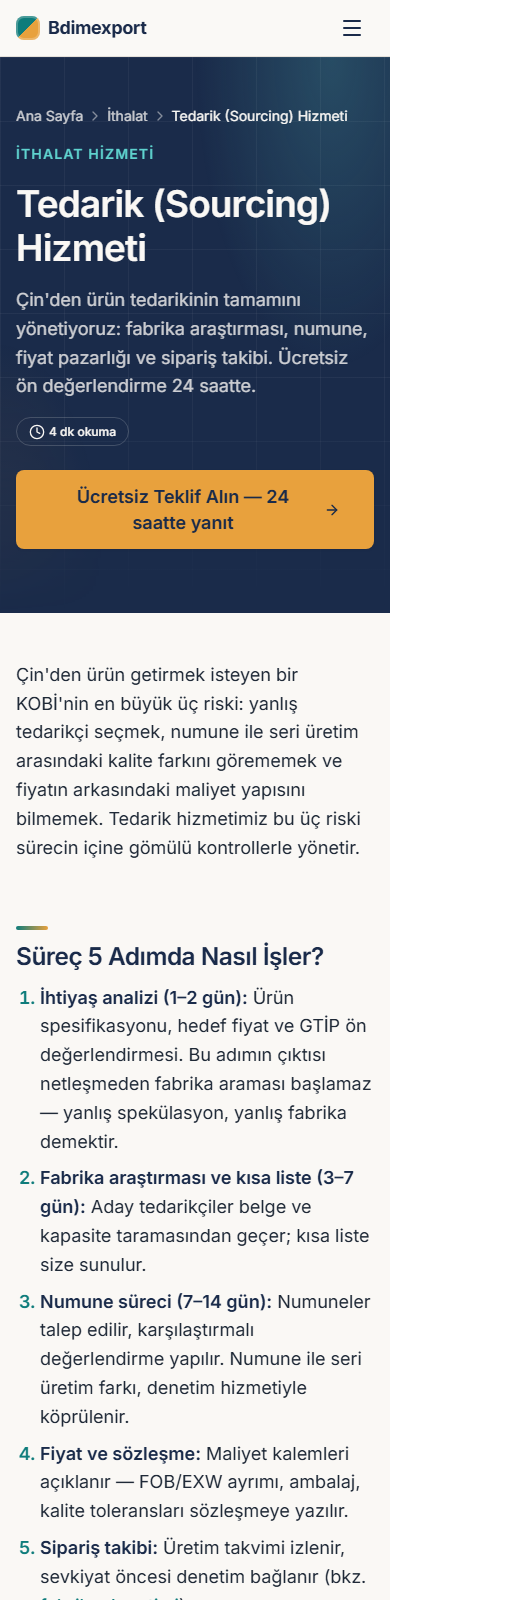 Bdimexport
Ana Sayfa > İthalat > Tedarik (Sourcing) Hizmeti
İTHALAT HİZMETİ
Tedarik (Sourcing)
Hizmeti
Çin'den ürün tedarikinin tamamını
yönetiyoruz: fabrika araştırması, numune,
fiyat pazarlığı ve sipariş takibi. Ücretsiz
ön değerlendirme 24 saatte.
4 dk okuma
Ücretsiz Teklif Alın — 24
saatte yanıt →
Çin'den ürün getirmek isteyen bir
KOBİ'nin en büyük üç riski: yanlış
tedarikçi seçmek, numune ile seri üretim
arasındaki kalite farkını görememek ve
fiyatın arkasındaki maliyet yapısını
bilmemek. Tedarik hizmetimiz bu üç riski
sürecin içine gömülü kontrollerle yönetir.
Süreç 5 Adımda Nasıl İşler?
1. İhtiyaş analizi (1–2 gün): Ürün
spesifikasyonu, hedef fiyat ve GTİP ön
değerlendirmesi. Bu adımın çıktısı
netleşmeden fabrika araması başlamaz
— yanlış spekülasyon, yanlış fabrika
demektir.
2. Fabrika araştırması ve kısa liste (3–7
gün): Aday tedarikçiler belge ve
kapasite taramasından geçer; kısa liste
size sunulur.
3. Numune süreci (7–14 gün): Numuneler
talep edilir, karşılaştırmalı
değerlendirme yapılır. Numune ile seri
üretim farkı, denetim hizmetiyle
köprülenir.
4. Fiyat ve sözleşme: Maliyet kalemleri
açıklanır — FOB/EXW ayrımı, ambalaj,
kalite toleransları sözleşmeye yazılır.
5. Sipariş takibi: Üretim takvimi izlenir,
sevkiyat öncesi denetim bağlanır (bkz.